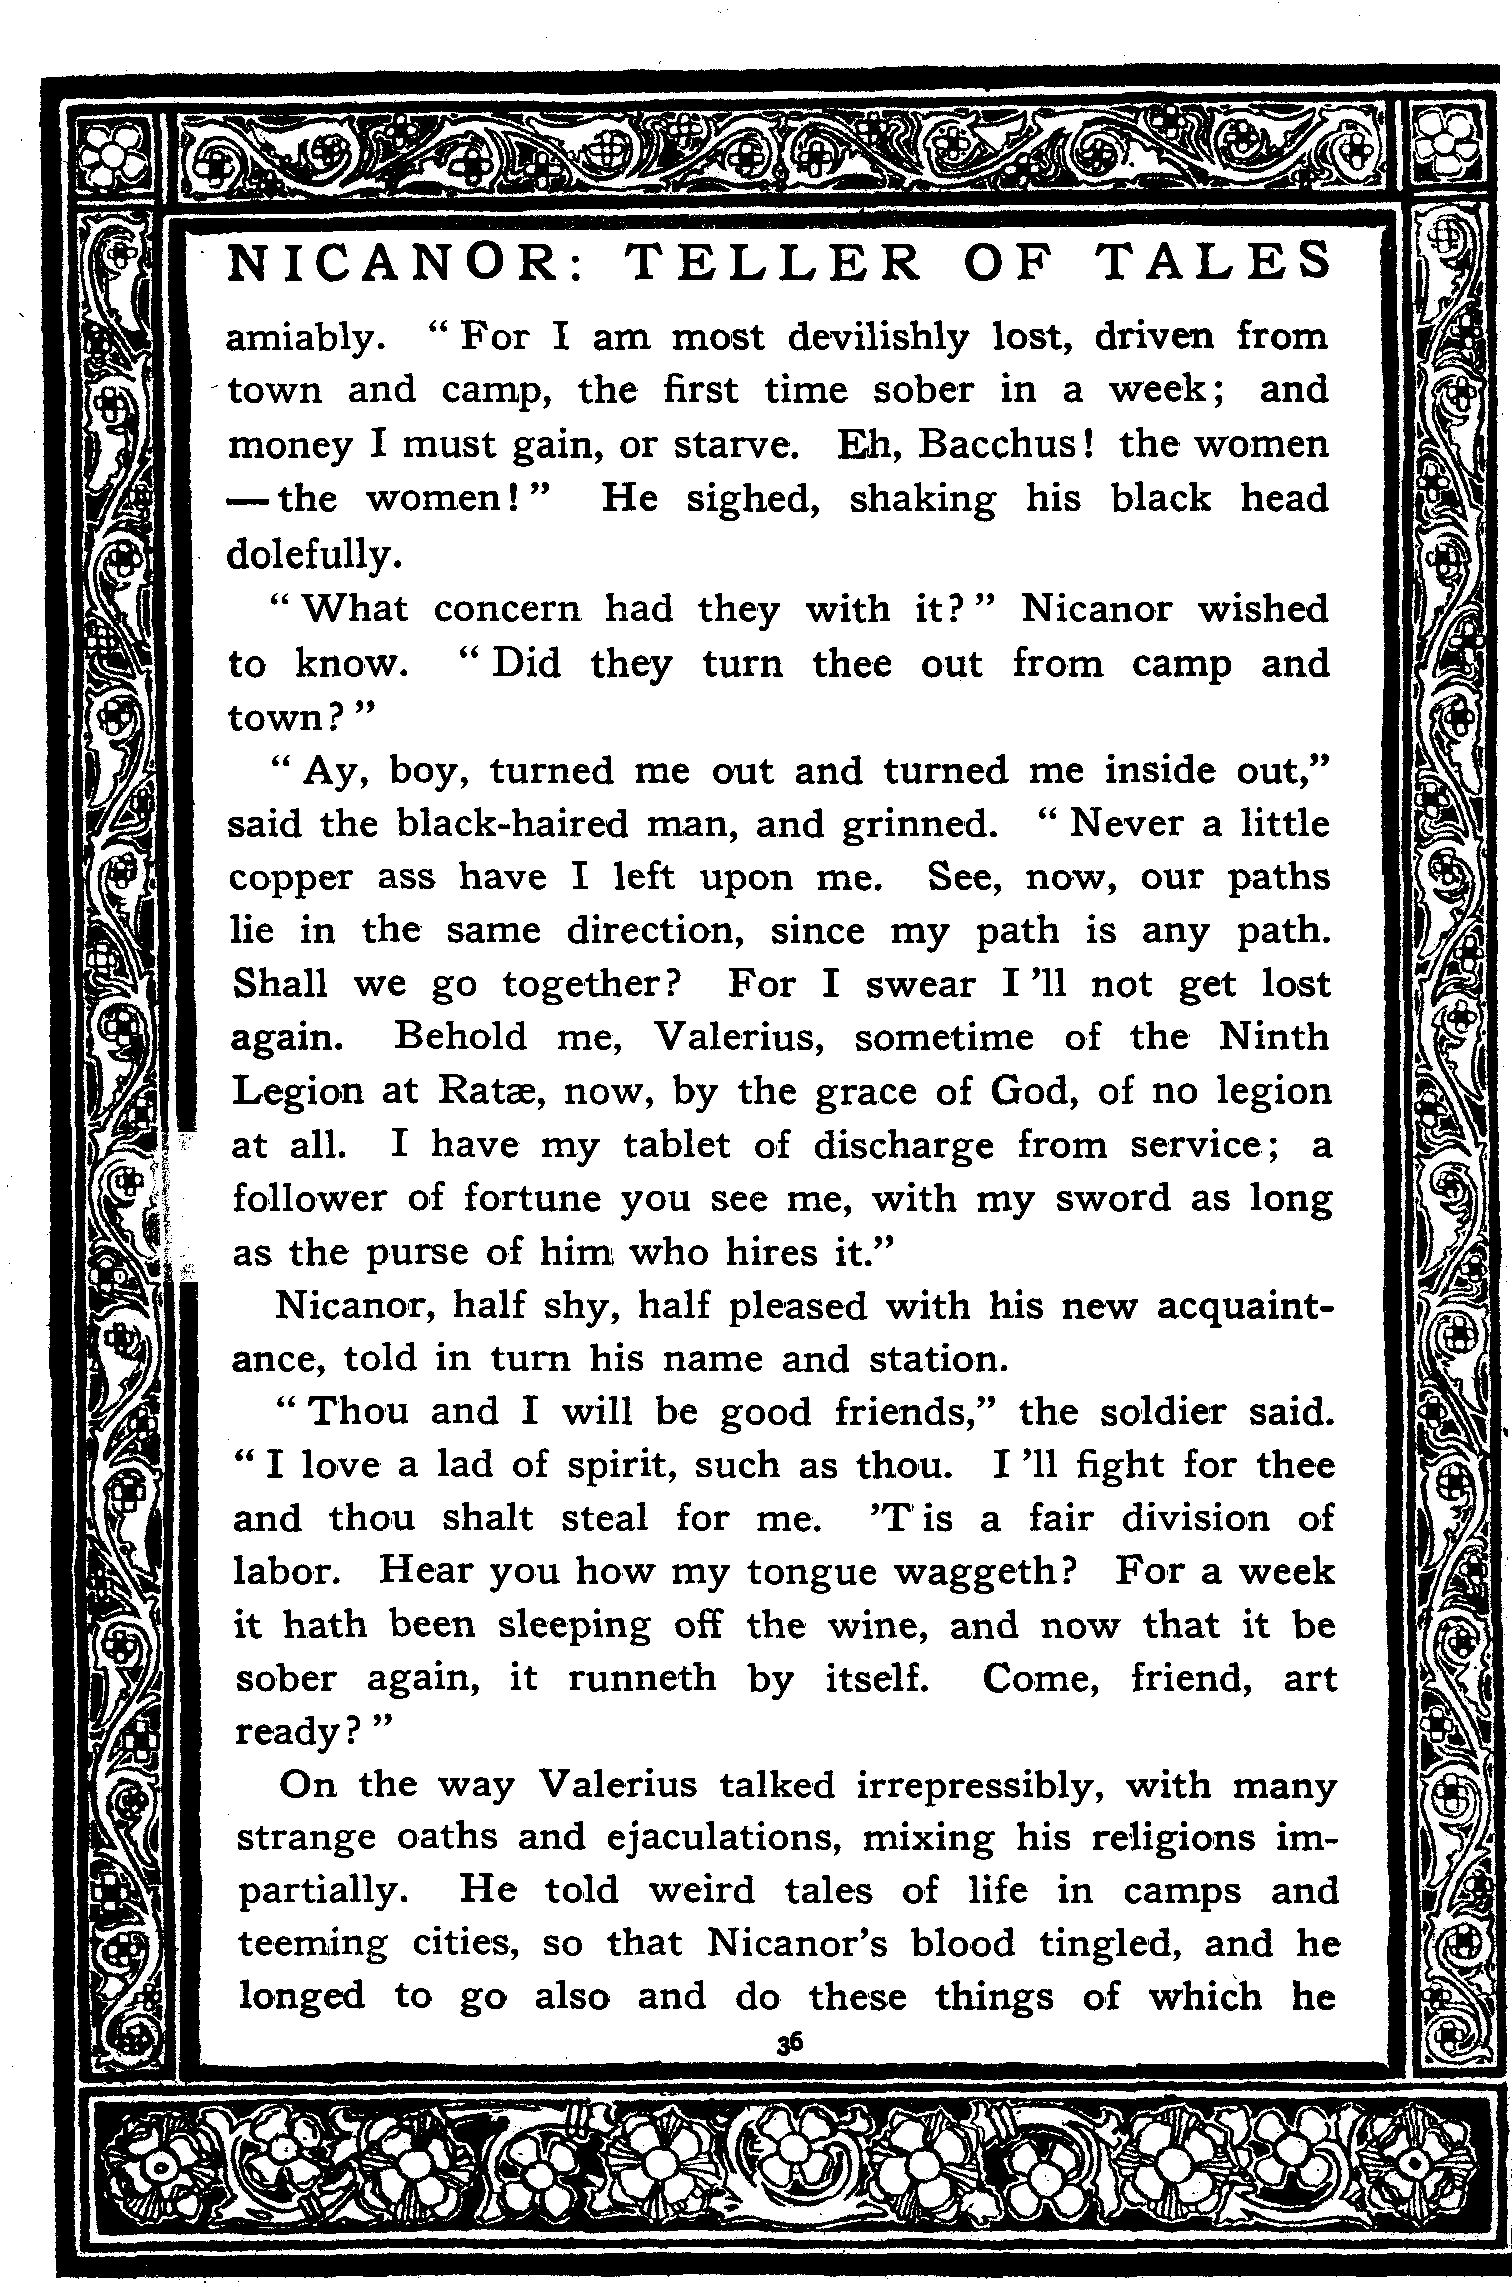 NICANOR: TELLER OF TALES
amiably. “For I am most devilishly lost, driven from
town and camp, the first time sober in a week; and
money I must gain, or starve. Eh, Bacchus! the women
—the women!” He sighed, shaking his black head
dolefully.
“What concern had they with it?” Nicanor wished
to know. “Did they turn thee out from camp and
town?”
“Ay, boy, turned me out and turned me inside out,”
said the black-haired man, and grinned. “Never a little
copper ass have I left upon me. See, now, our paths
lie in the same direction, since my path is any path.
Shall we go together? For I swear I ’ll not get lost
again. Behold me, Valerius, sometime of the Ninth
Legion at Ratæ, now, by the grace of God, of no legion
at all. I have my tablet of discharge from service; a
follower of fortune you see me, with my sword as long
as the purse of him who hires it.”
Nicanor, half shy, half pleased with his new acquaint-
ance, told in turn his name and station.
“Thou and I will be good friends,” the soldier said.
“I love a lad of spirit, such as thou. I ’ll fight for thee
and thou shalt steal for me. ’T is a fair division of
labor. Hear you how my tongue waggeth? For a week
it hath been sleeping off the wine, and now that it be
sober again, it runneth by itself. Come, friend, art
ready?”
On the way Valerius talked irrepressibly, with many
strange oaths and ejaculations, mixing his religions im-
partially. He told weird tales of life in camps and
teeming cities, so that Nicanor’s blood tingled, and he
longed to go also and do these things of which he
36